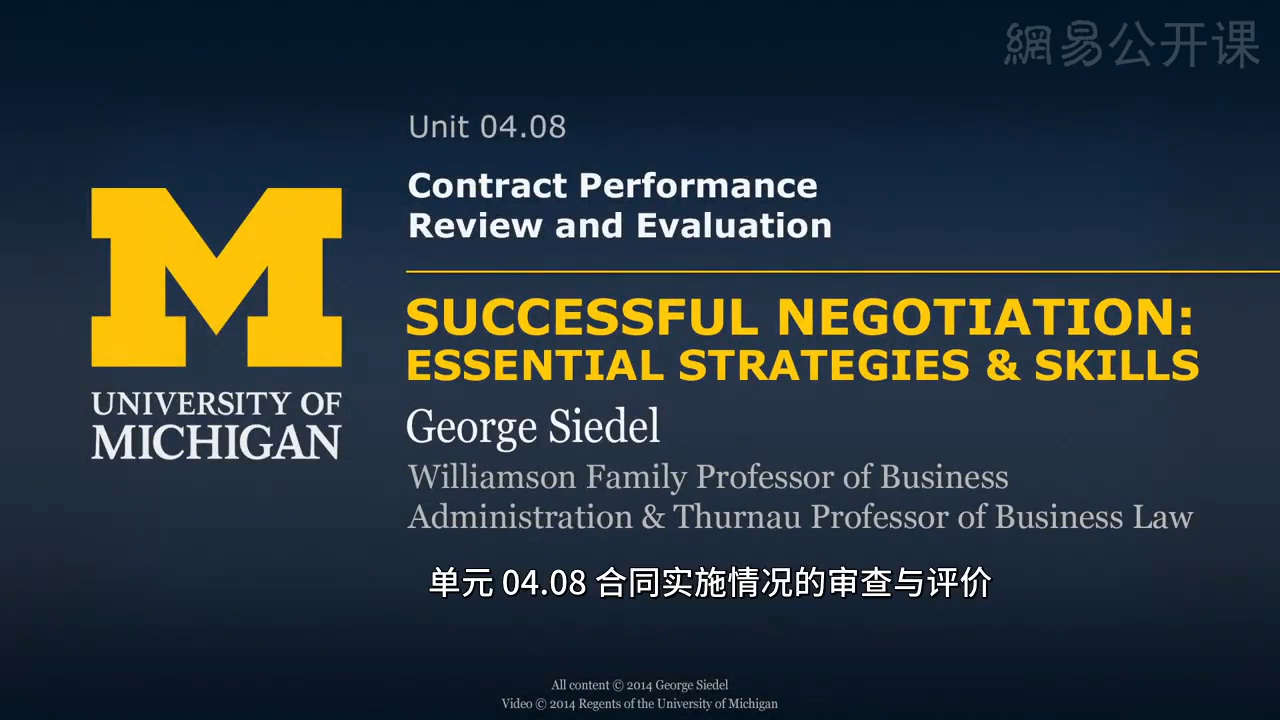 網易公开课
Unit 04.08
Contract Performance
Review and Evaluation
SUCCESSFUL NEGOTIATION:
ESSENTIAL STRATEGIES & SKILLS
George Siedel
Williamson Family Professor of Business
Administration & Thurnau Professor of Business Law
M
UNIVERSITY OF
MICHIGAN
单元 04.08 合同实施情况的审查与评价
All content © 2014 George Siedel
Video © 2014 Regents of the University of Michigan